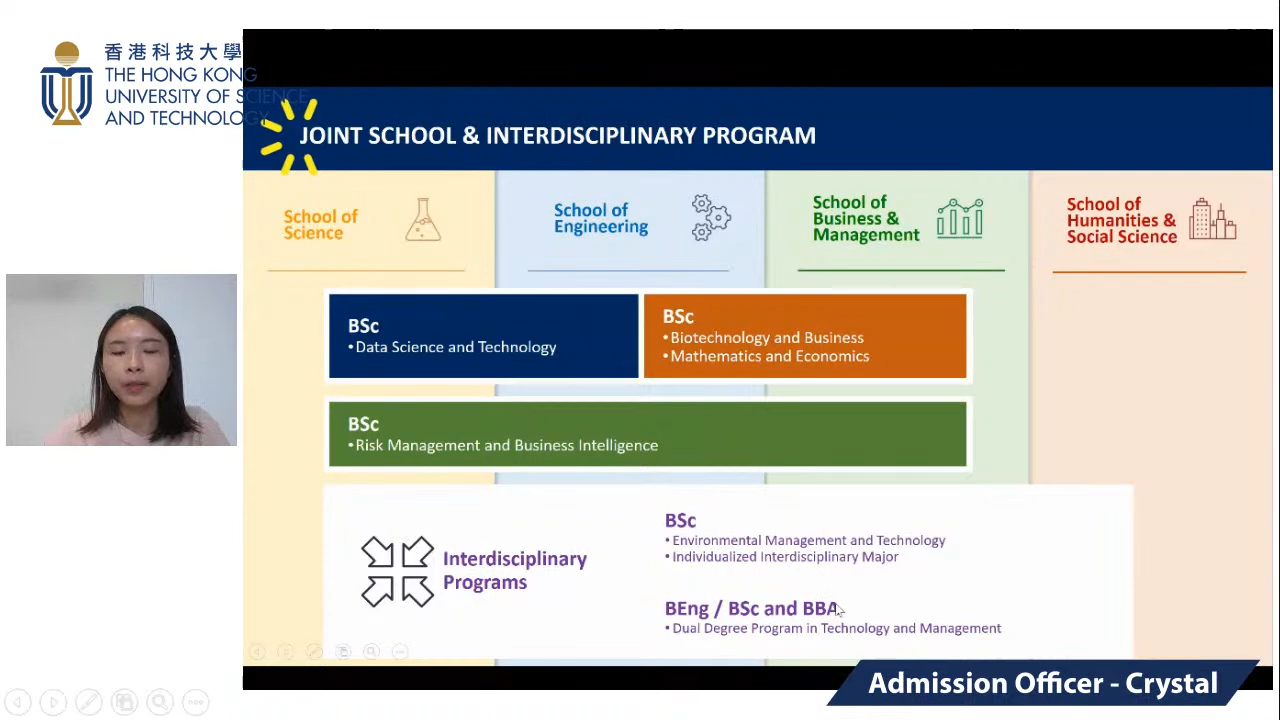 香港科技大學
THE HONG KONG
UNIVERSITY OF SCIENCE
AND TECHNOLOGY
JOINT SCHOOL & INTERDISCIPLINARY PROGRAM
School of
Science
School of
Engineering
School of
Business &
Management
School of
Humanities &
Social Science
BSc
•Data Science and Technology
BSc
•Biotechnology and Business
•Mathematics and Economics
BSc
•Risk Management and Business Intelligence
Interdisciplinary
Programs
BSc
•Environmental Management and Technology
•Individualized Interdisciplinary Major
BEng / BSc and BBA
•Dual Degree Program in Technology and Management
Admission Officer - Crystal